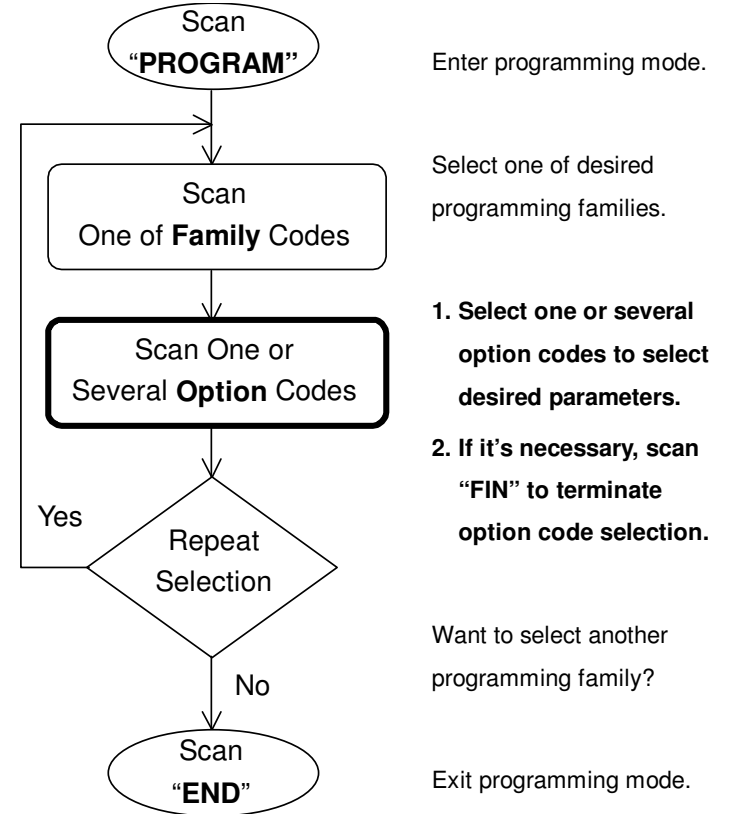 Scan
“PROGRAM”
Enter programming mode.
Scan
One of Family Codes
Select one of desired
programming families.
Scan One or
Several Option Codes
1. Select one or several
option codes to select
desired parameters.
2. If it’s necessary, scan
“FIN” to terminate
option code selection.
Yes
Repeat
Selection
Want to select another
programming family?
No
Scan
“END”
Exit programming mode.